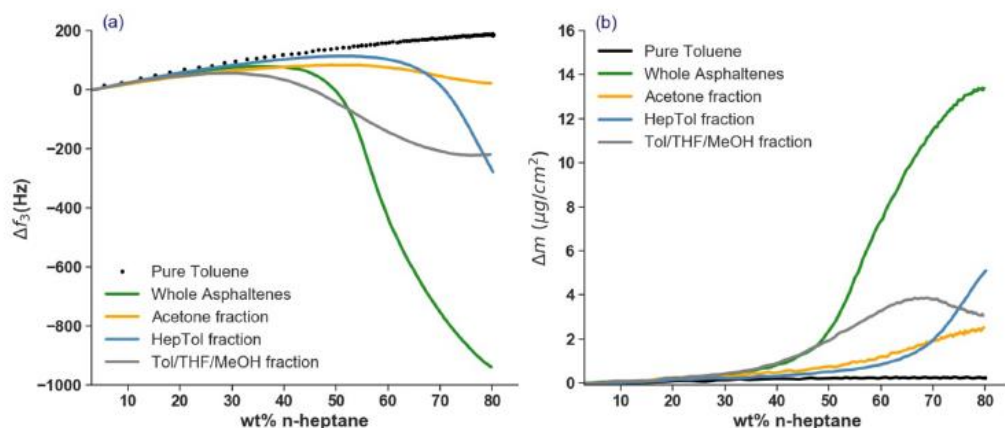 (a)
200
0
−200
−400
−600
−800
−1000
Δf₃(Hz)
Pure Toluene
Whole Asphaltenes
Acetone fraction
HepTol fraction
Tol/THF/MeOH fraction
10 20 30 40 50 60 70 80
wt% n-heptane
(b)
16
14
12
10
8
6
4
2
0
Δm (μg/cm²)
Pure Toluene
Whole Asphaltenes
Acetone fraction
HepTol fraction
Tol/THF/MeOH fraction
10 20 30 40 50 60 70 80
wt% n-heptane